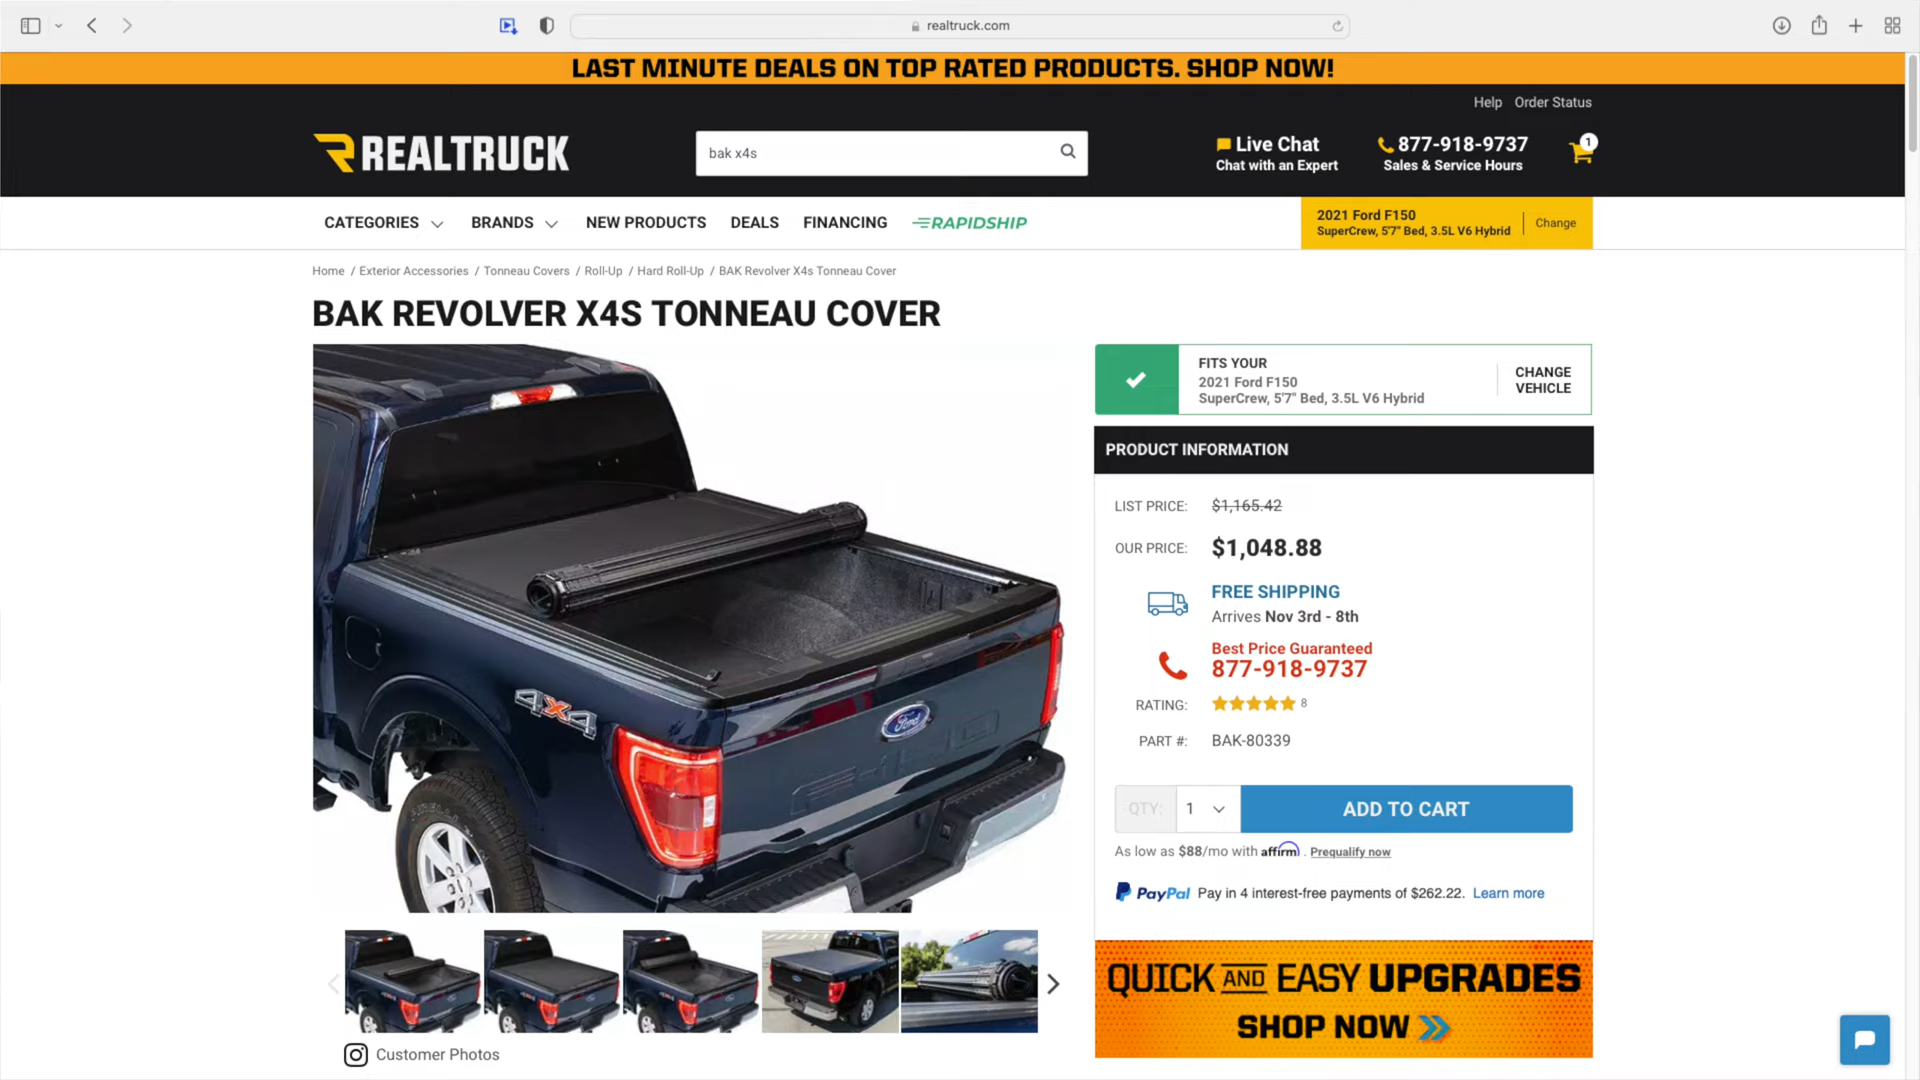 realtruck.com
LAST MINUTE DEALS ON TOP RATED PRODUCTS. SHOP NOW!
Help Order Status
REALTRUCK
bak x4s
Live Chat
Chat with an Expert
877-918-9737
Sales & Service Hours
1
CATEGORIES BRANDS NEW PRODUCTS DEALS FINANCING RAPIDSHIP
2021 Ford F150
SuperCrew, 5'7" Bed, 3.5L V6 Hybrid
Change
Home / Exterior Accessories / Tonneau Covers / Roll-Up / Hard Roll-Up / BAK Revolver X4s Tonneau Cover
BAK REVOLVER X4S TONNEAU COVER
4x4
Ford
F-150
FITS YOUR
2021 Ford F150
SuperCrew, 5'7" Bed, 3.5L V6 Hybrid
CHANGE
VEHICLE
PRODUCT INFORMATION
LIST PRICE: $1,165.42
OUR PRICE: $1,048.88
FREE SHIPPING
Arrives Nov 3rd - 8th
Best Price Guaranteed
877-918-9737
RATING: 8
PART #: BAK-80339
QTY: 1 ADD TO CART
As low as $88/mo with affirm. Prequalify now
PayPal Pay in 4 interest-free payments of $262.22. Learn more
QUICK AND EASY UPGRADES
SHOP NOW
Customer Photos